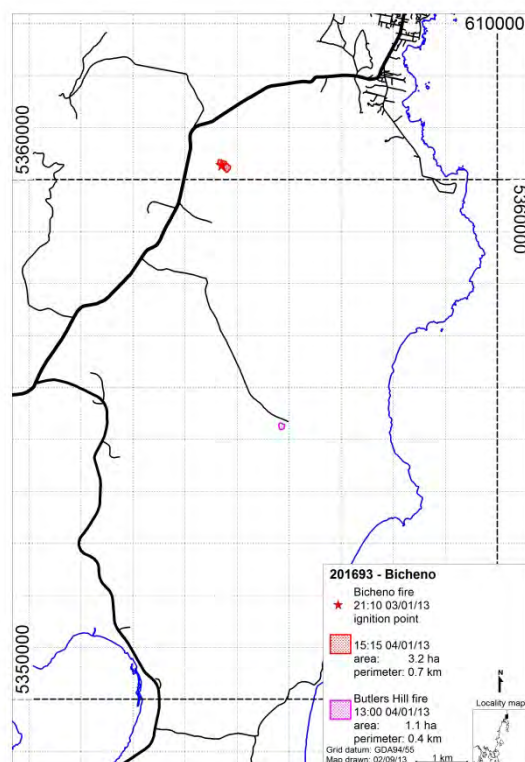 610000
5360000
5360000
5350000
201693 - Bicheno
Bicheno fire
21:10 03/01/13
ignition point
15:15 04/01/13
area: 3.2 ha
perimeter: 0.7 km
Butlers Hill fire
13:00 04/01/13
area: 1.1 ha
perimeter: 0.4 km
Grid datum: GDA94/55
Map drawn: 02/09/13
N
Locality map
1 km